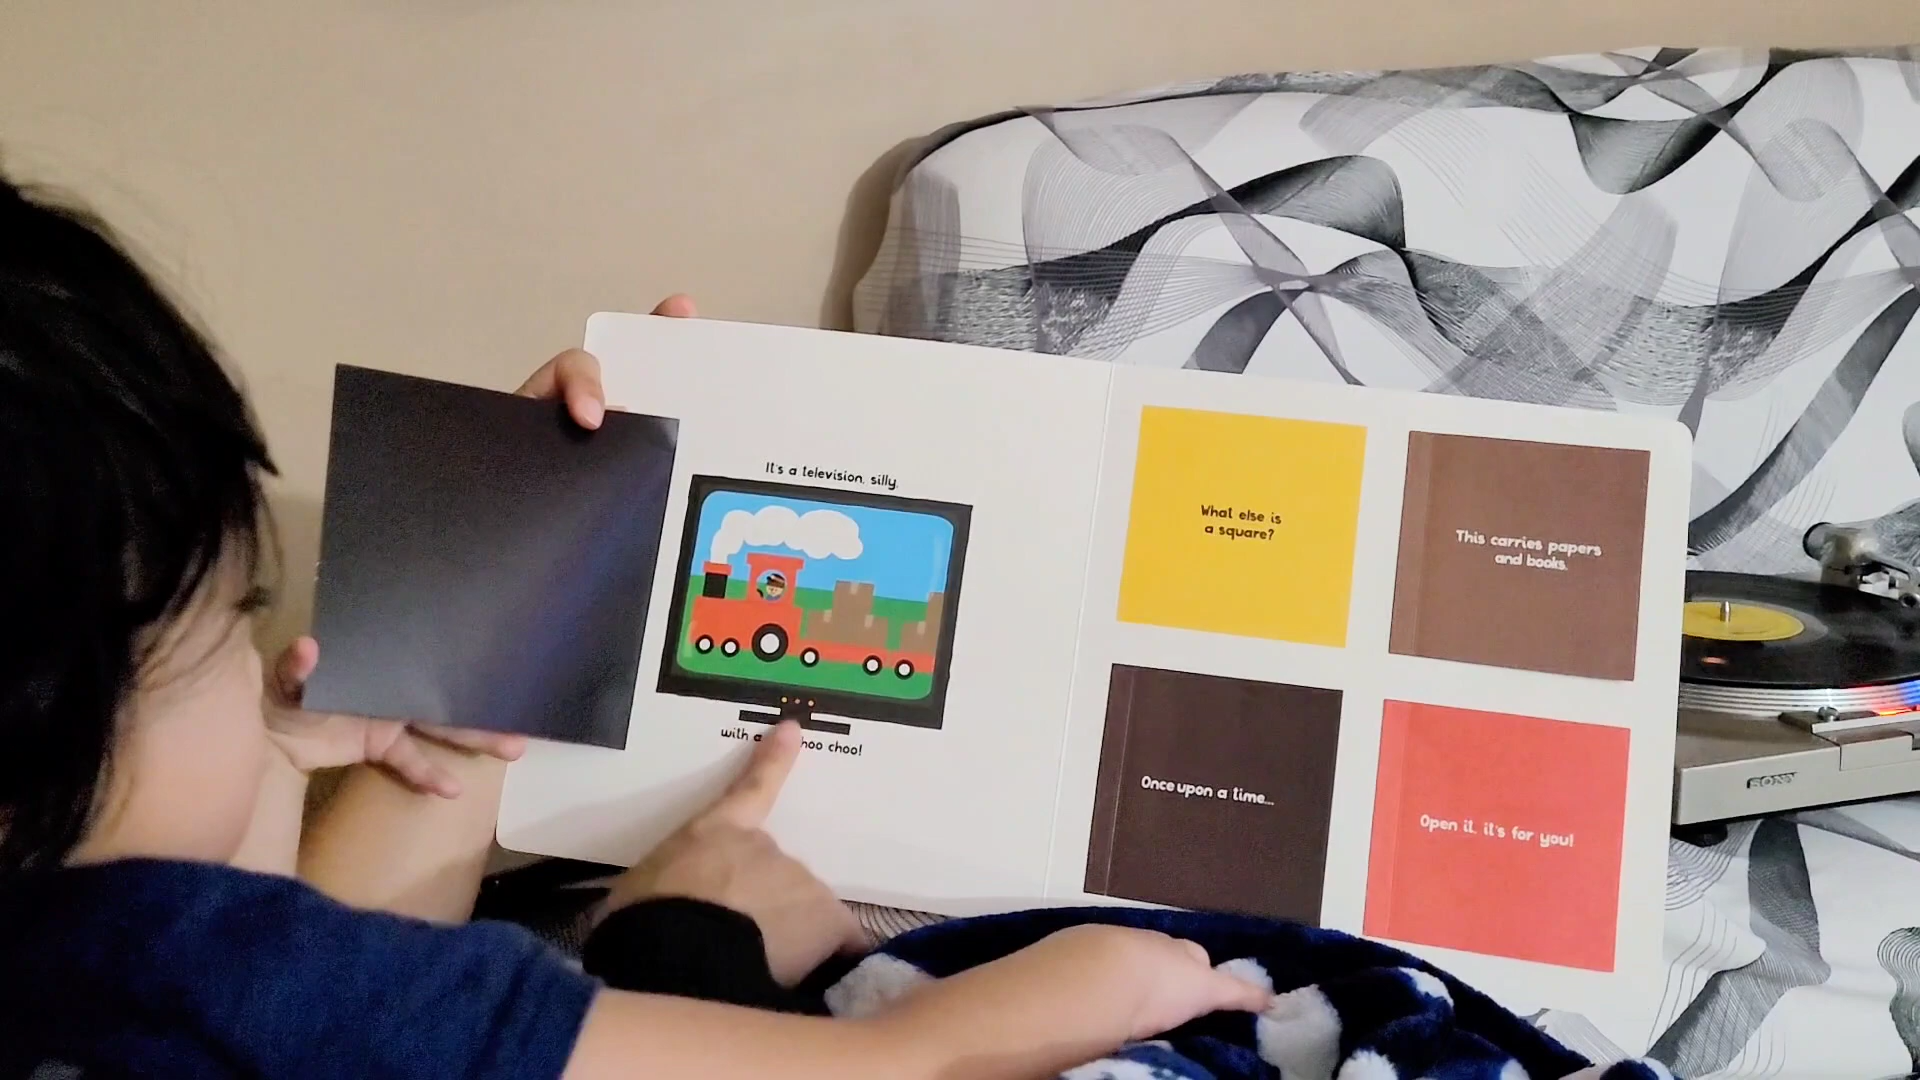 It's a television, silly,
with a choo choo!
What else is
a square?
This carries papers
and books.
Once upon a time...
Open it, it's for you!
SONY